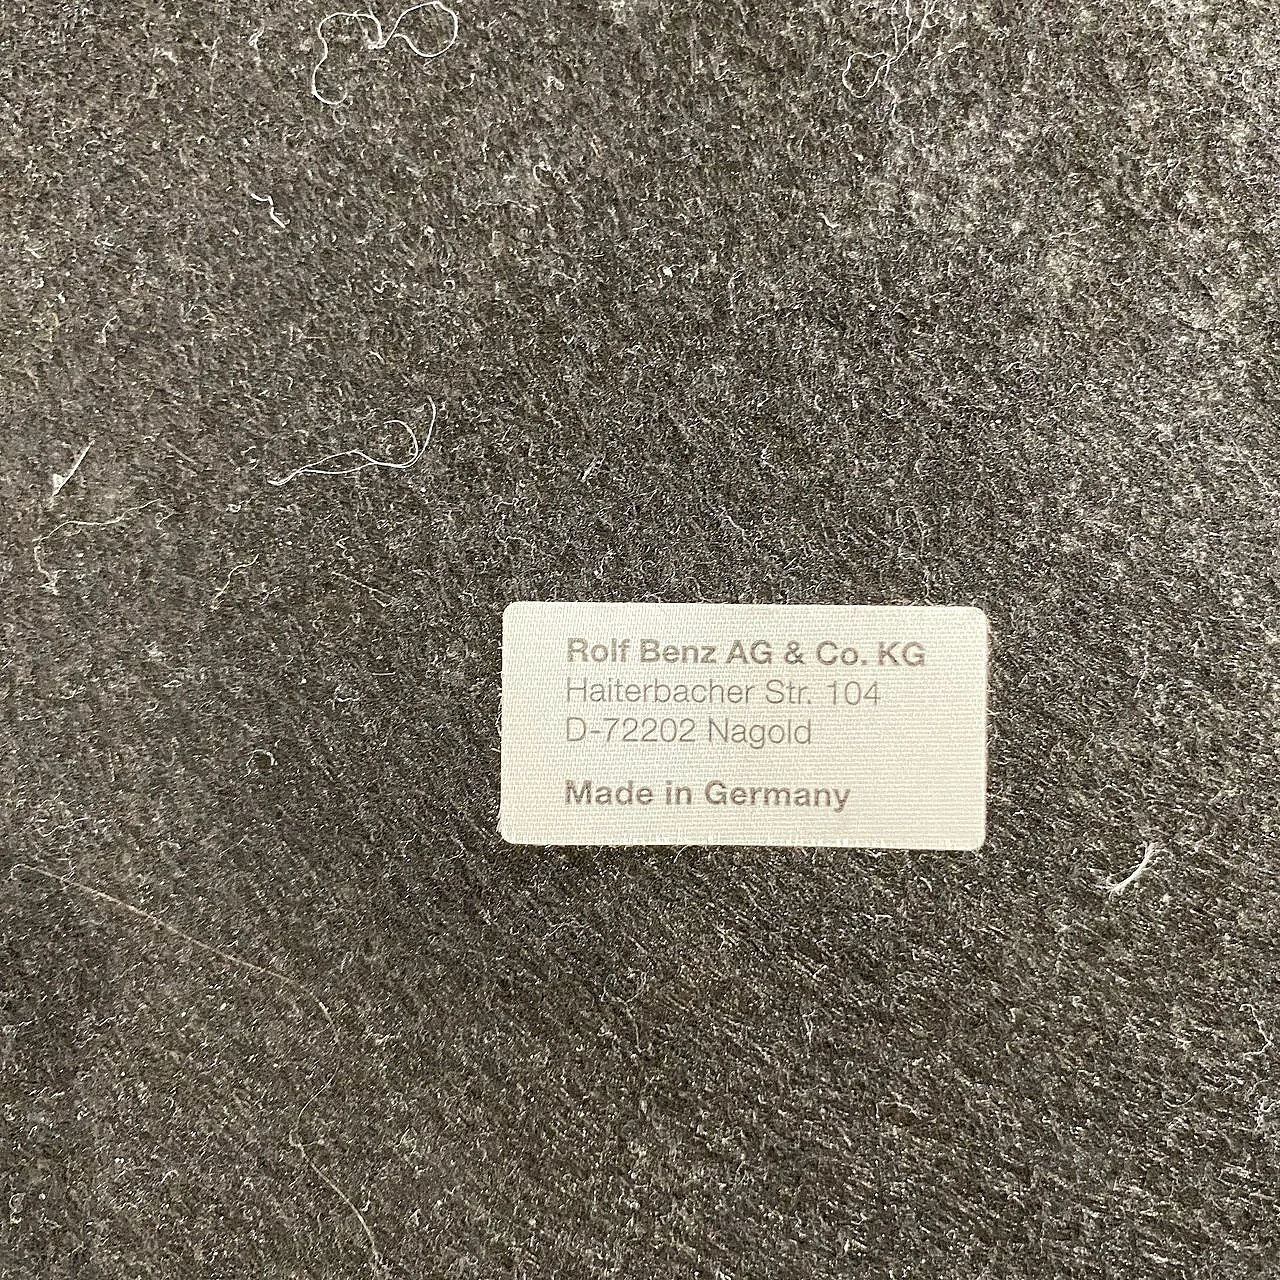 Rolf Benz AG & Co. KG
Haiterbacher Str. 104
D-72202 Nagold
Made in Germany